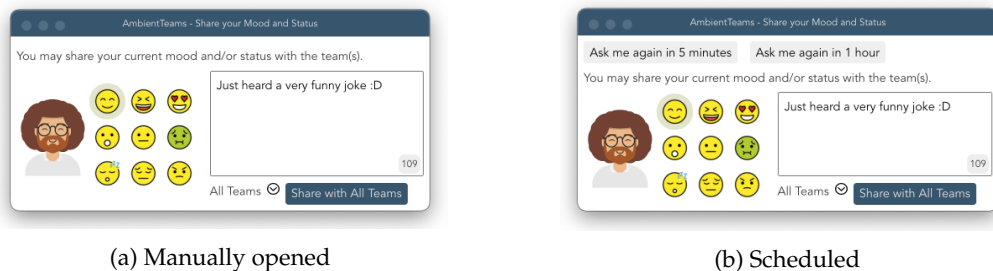 AmbientTeams - Share your Mood and Status
You may share your current mood and/or status with the team(s).
Just heard a very funny joke :D
109
All Teams
Share with All Teams
(a) Manually opened
AmbientTeams - Share your Mood and Status
Ask me again in 5 minutes Ask me again in 1 hour
You may share your current mood and/or status with the team(s).
Just heard a very funny joke :D
109
All Teams
Share with All Teams
(b) Scheduled